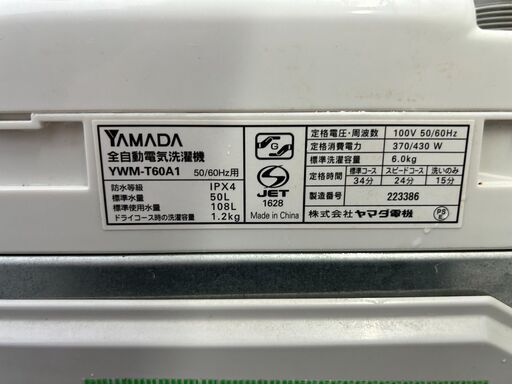 YAMADA
全自動電気洗濯機
YWM-T60A1 50/60Hz用
防水等級 IPX4
標準水量 50L
標準使用水量 108L
ドライコース時の洗濯容量 1.2kg
G
S
JET
1628
Made in China
定格電圧・周波数 100V 50/60Hz
定格消費電力 370/430 W
標準洗濯容量 6.0kg
定格時間 標準コース スピードコース 洗いのみ
34分 24分 15分
製造番号 223386
株式会社ヤマダ電機
PS
E